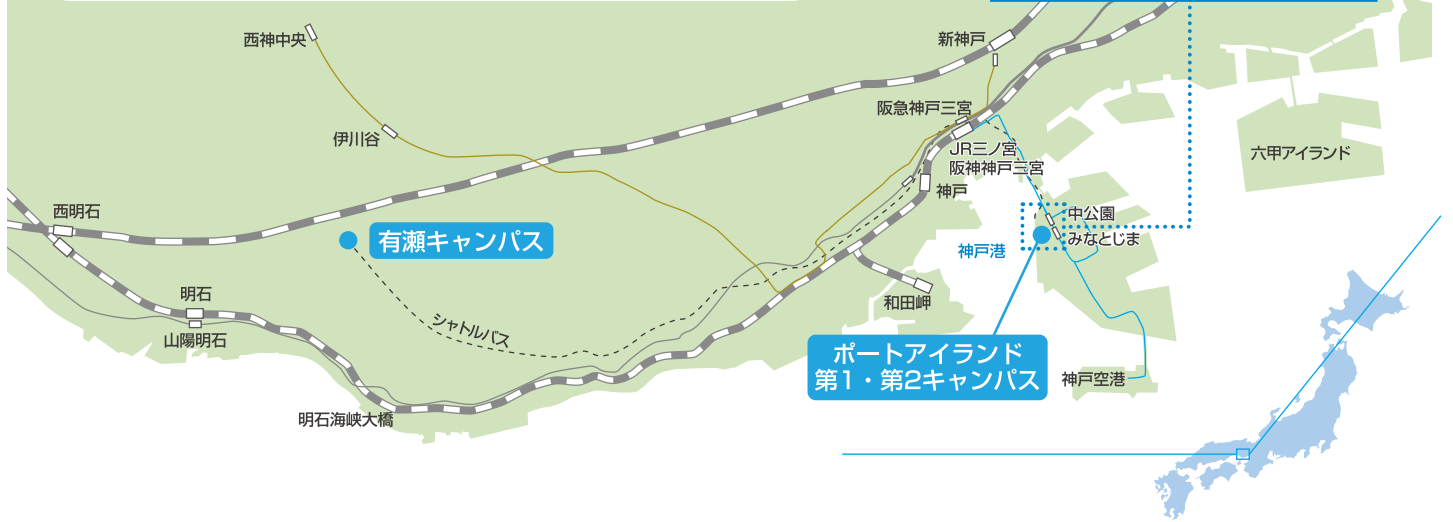 西神中央
新神戸
阪急神戸三宮
伊川谷
JR三ノ宮
阪神神戸三宮
六甲アイランド
神戸
西明石
中公園
有瀬キャンパス
みなとじま
神戸港
明石
和田岬
シャトルバス
山陽明石
ポートアイランド
第1・第2キャンパス
神戸空港
明石海峡大橋